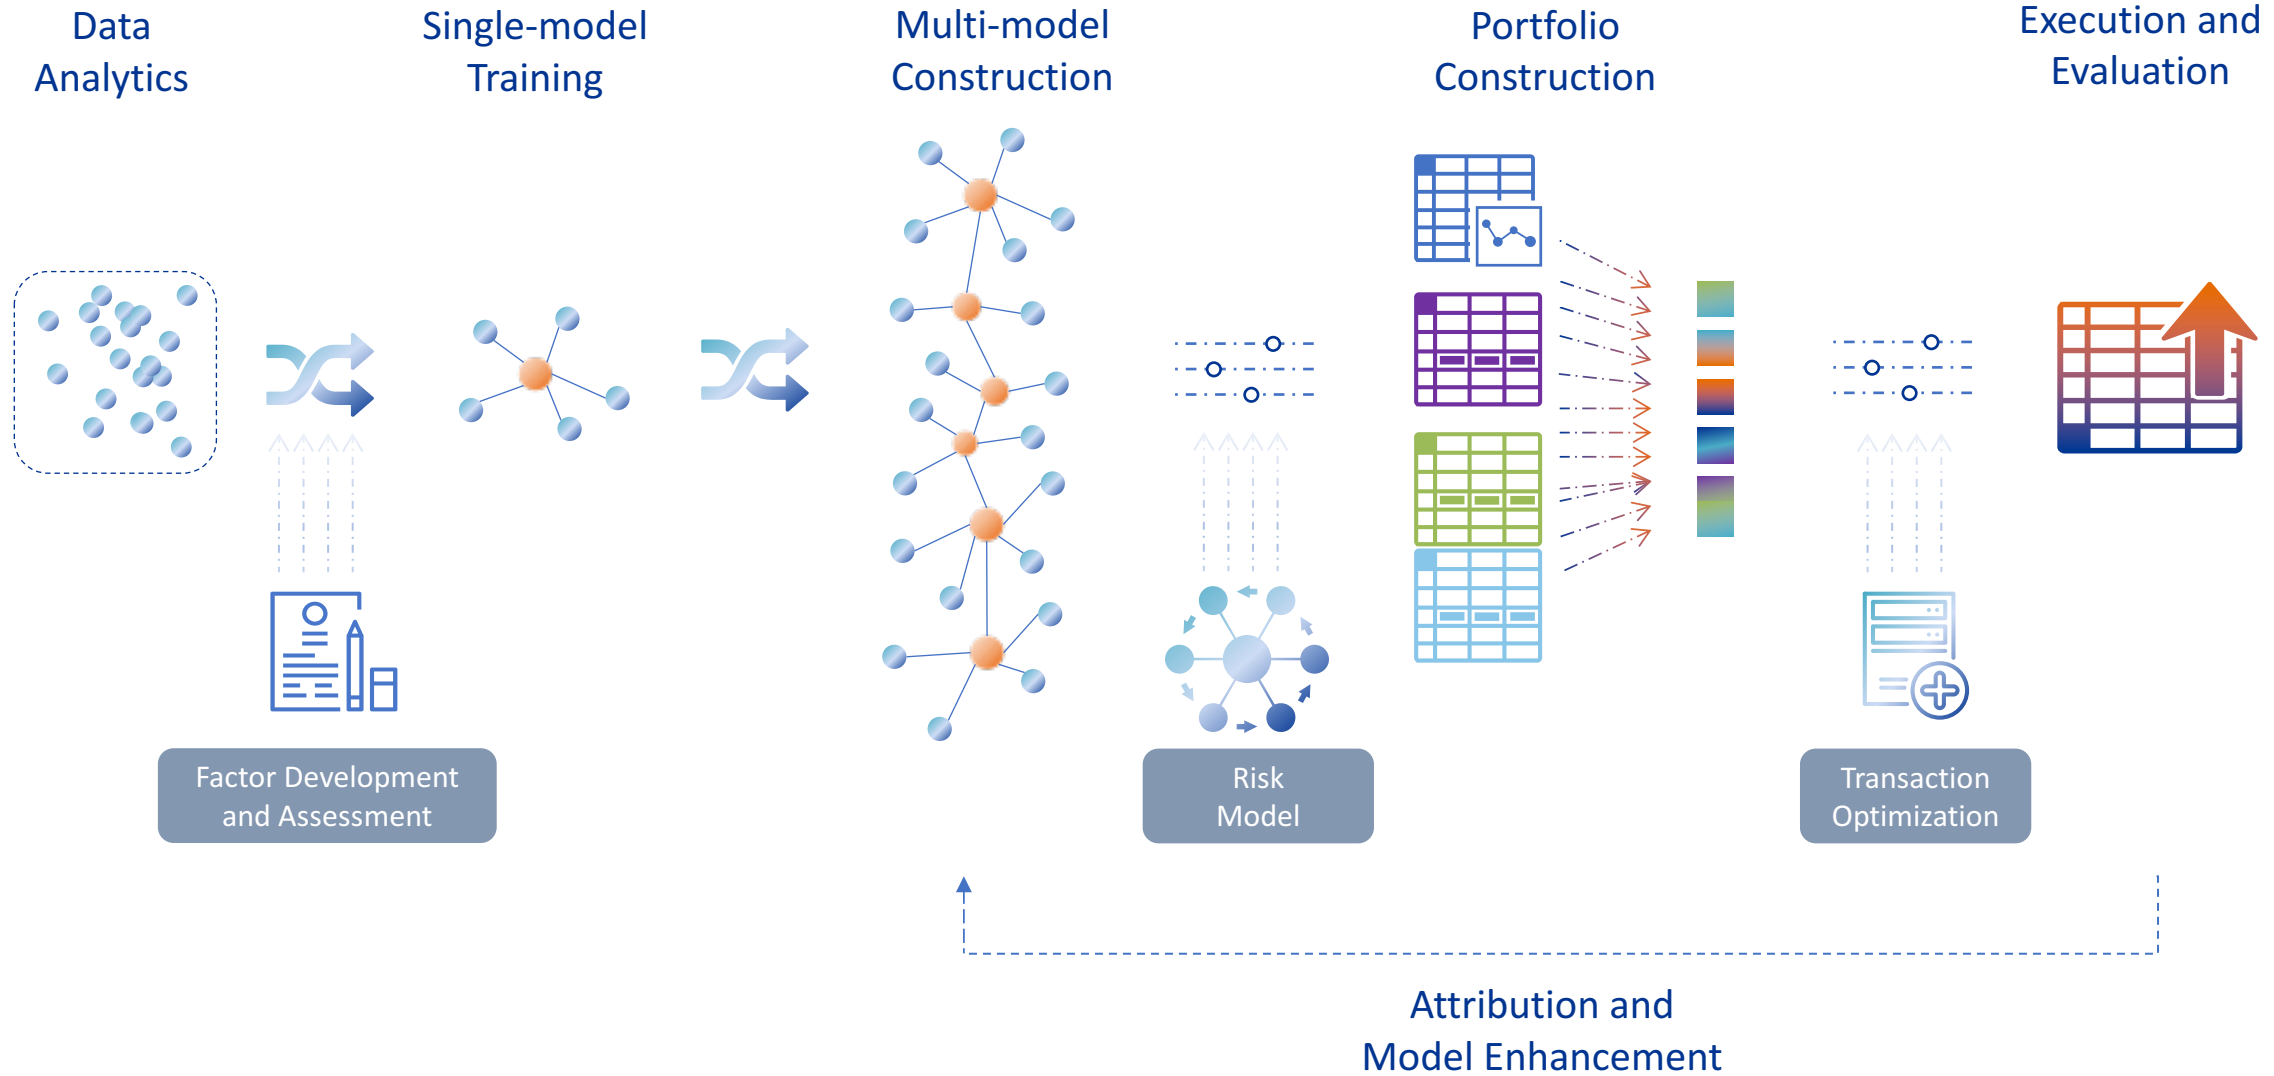 Data
Analytics
Single-model
Training
Multi-model
Construction
Portfolio
Construction
Execution and
Evaluation
Factor Development
and Assessment
Risk
Model
Transaction
Optimization
Attribution and
Model Enhancement